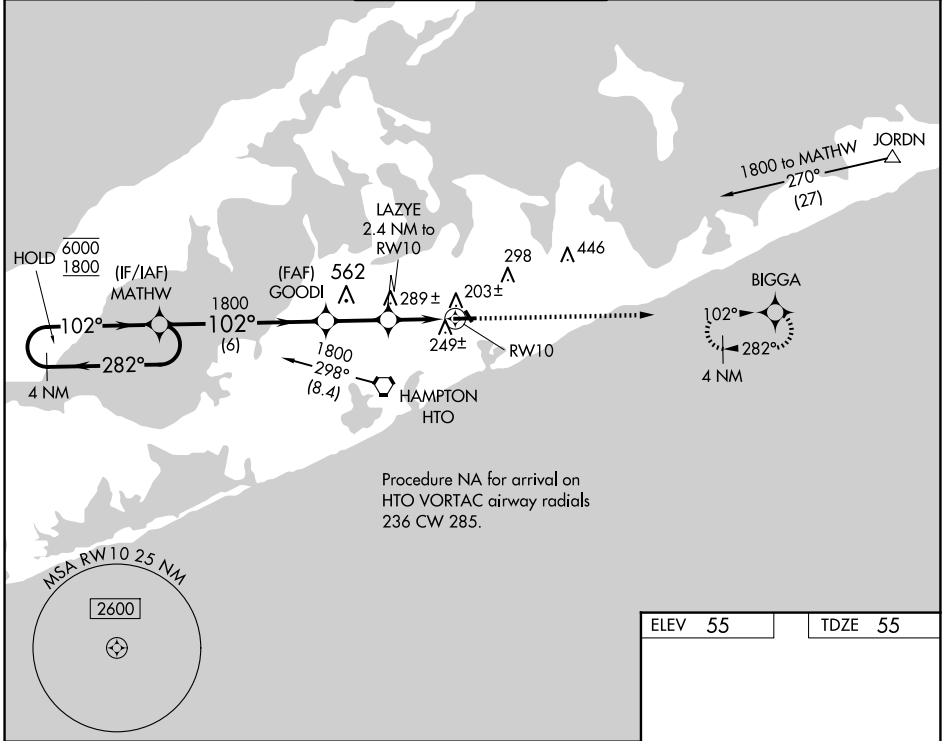 JORDN
1800 to MATHW
270°
(27)
LAZYE
2.4 NM to
RW10
HOLD
6000
1800
(IF/IAF)
MATHW
(FAF)
GOODI
562
298
446
BIGGA
102°
1800
102°
(6)
289±
203±
249±
RW10
102°
282°
4 NM
282°
4 NM
1800
298°
(8.4)
HAMPTON
HTO
Procedure NA for arrival on
HTO VORTAC airway radials
236 CW 285.
MSA RW10 25 NM
2600
ELEV 55
TDZE 55